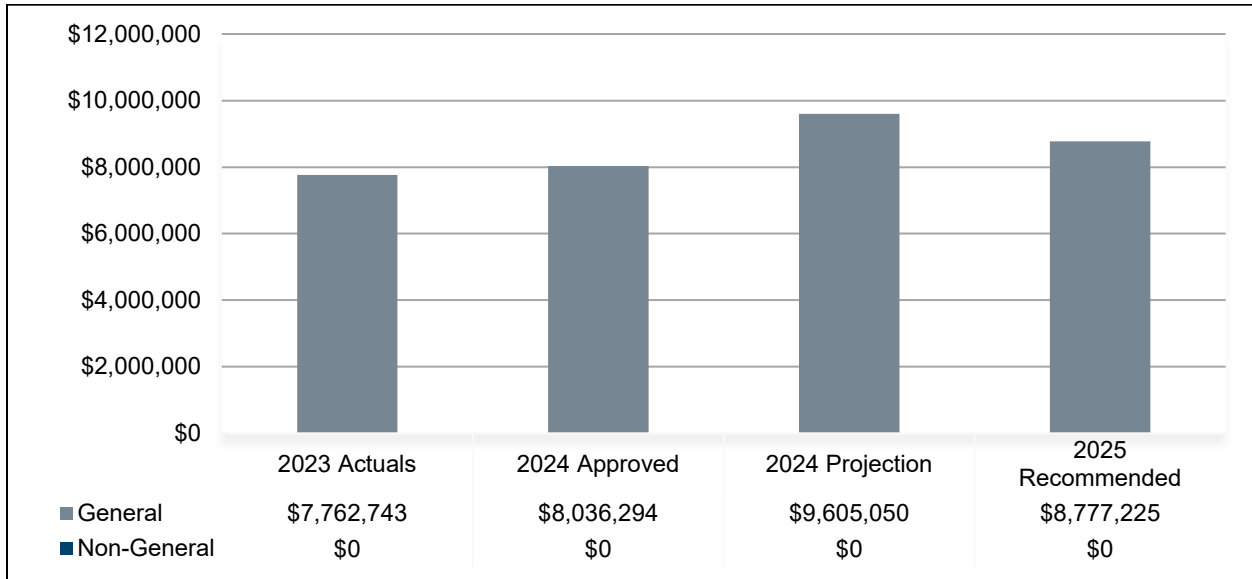 $12,000,000
$10,000,000
$8,000,000
$6,000,000
$4,000,000
$2,000,000
$0
2023 Actuals 2024 Approved 2024 Projection 2025
Recommended
General $7,762,743 $8,036,294 $9,605,050 $8,777,225
Non-General $0 $0 $0 $0